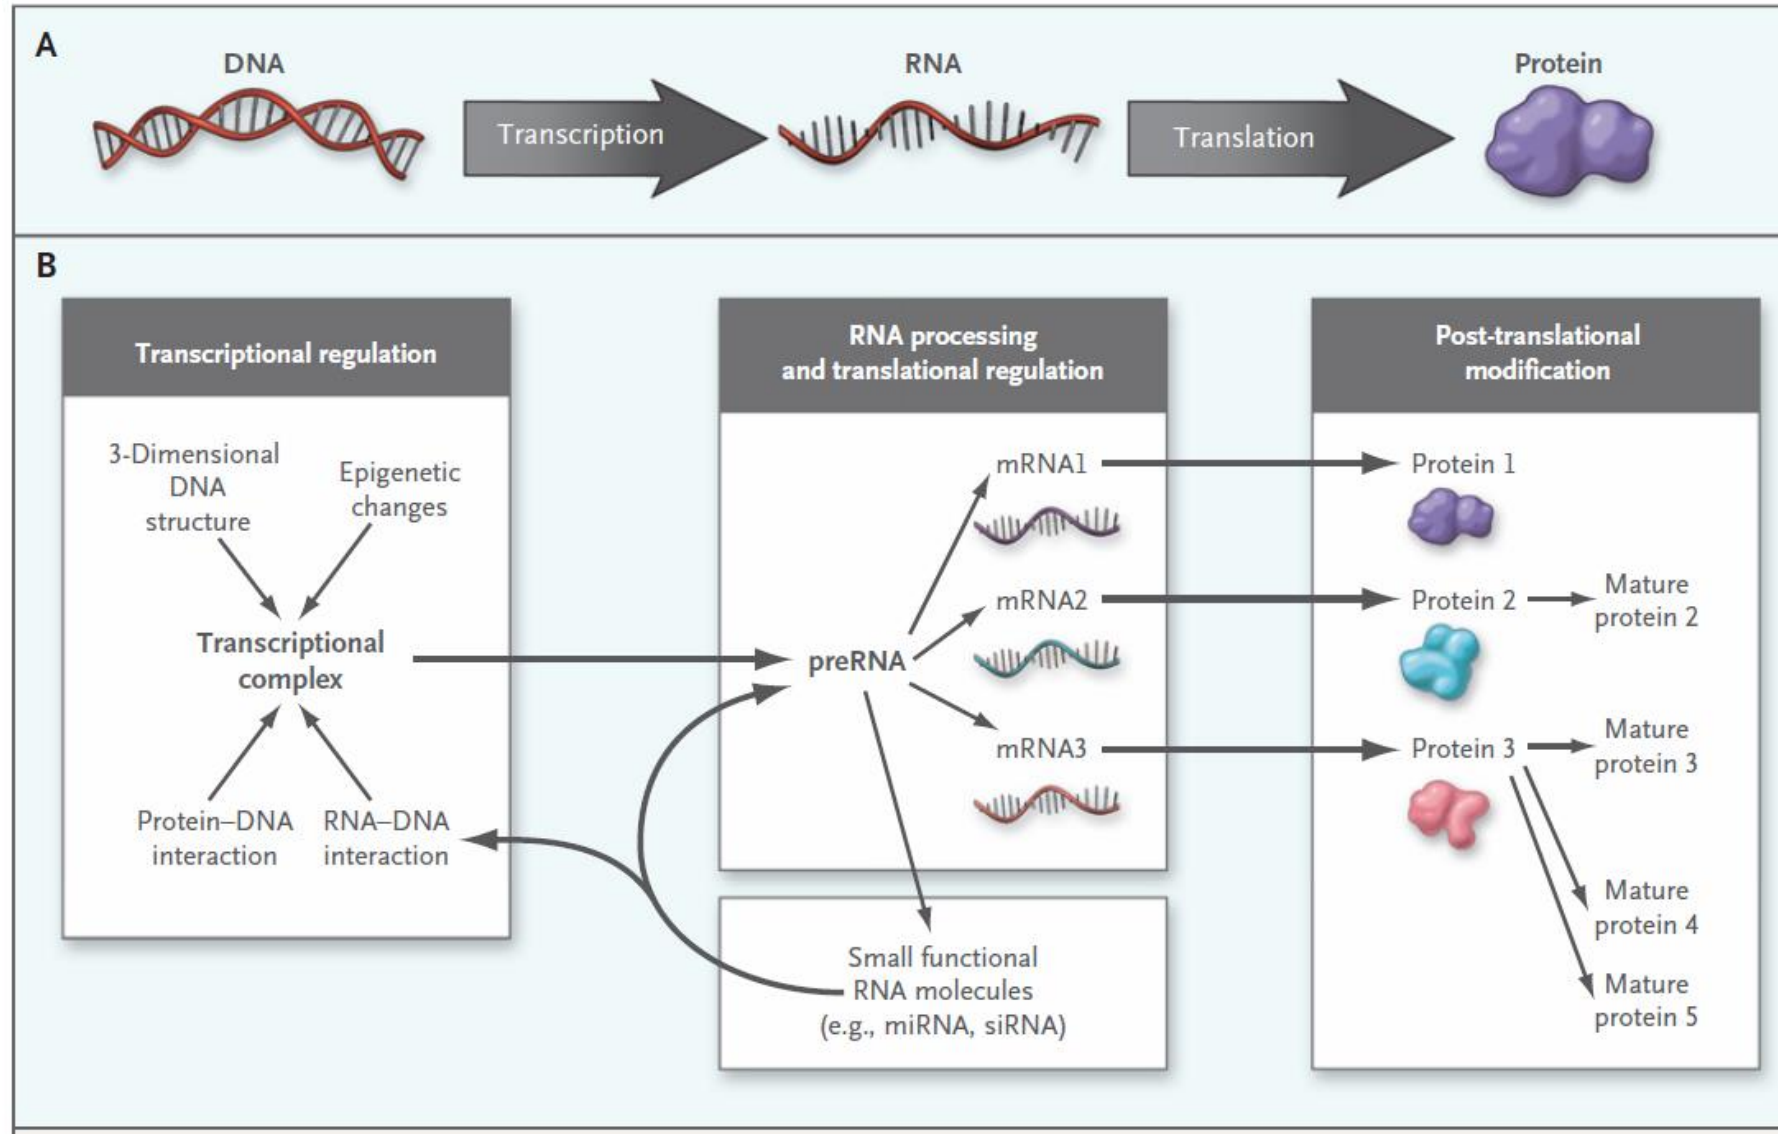 A
DNA
RNA
Protein
Transcription
Translation
B
Transcriptional regulation
3-Dimensional
DNA
structure
Epigenetic
changes
Transcriptional
complex
Protein–DNA
interaction
RNA–DNA
interaction
RNA processing
and translational regulation
preRNA
mRNA1
mRNA2
mRNA3
Small functional
RNA molecules
(e.g., miRNA, siRNA)
Post-translational
modification
Protein 1
Protein 2
Mature
protein 2
Protein 3
Mature
protein 3
Mature
protein 4
Mature
protein 5